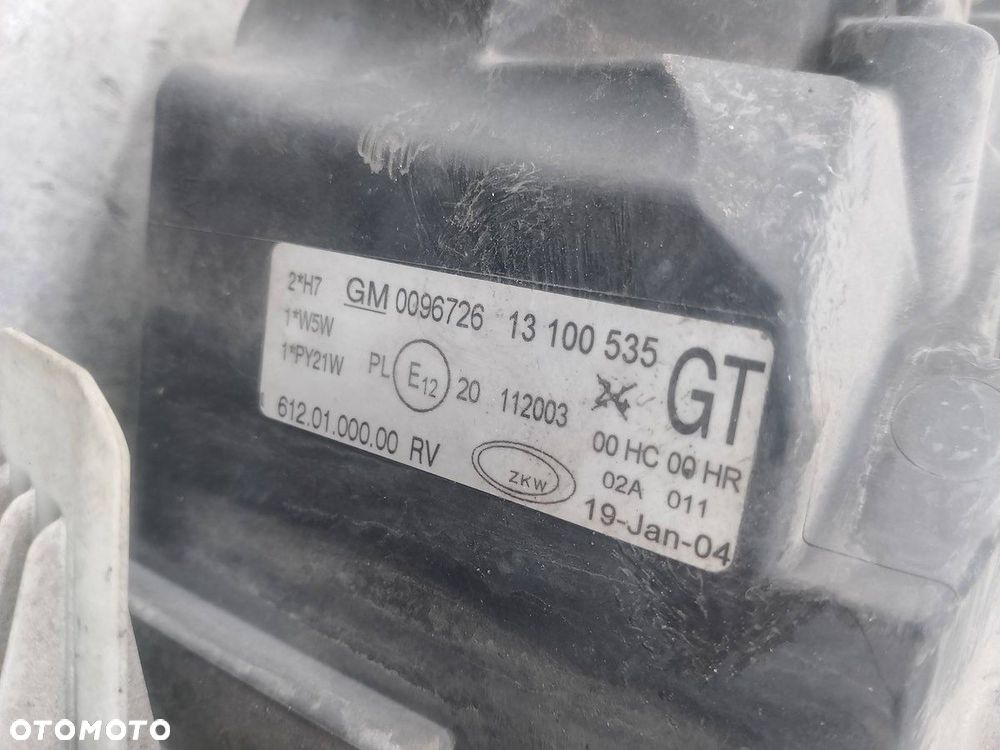 2*H7 GM 0096726 13 100 535 GT
1*W5W
1*PY21W PL E12 20 112003
612.01.000.00 RV ZKW 00 HC 00 HR
02A 011
19-Jan-04
OTOMOTO